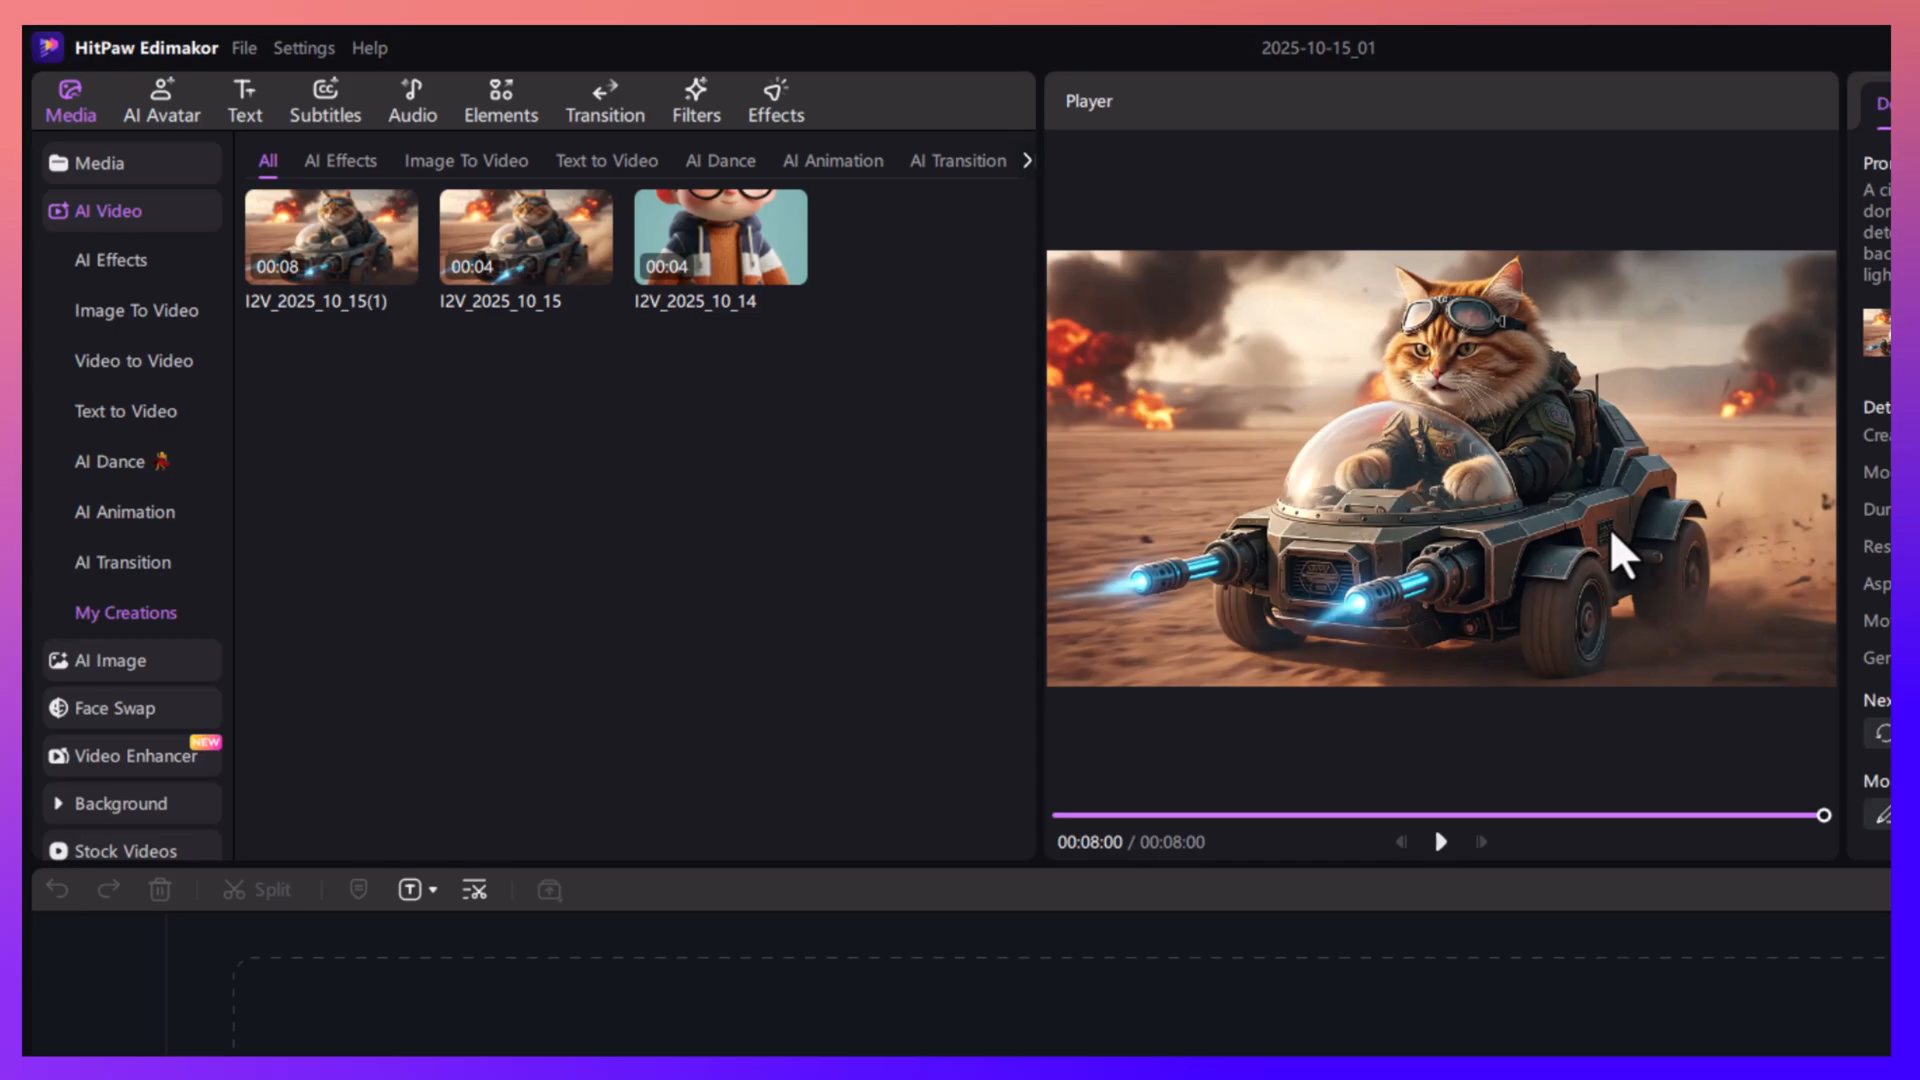 HitPaw Edimakor File Settings Help 2025-10-15_01
Media AI Avatar Text Subtitles Audio Elements Transition Filters Effects
Player
Media
AI Video
AI Effects
Image To Video
Video to Video
Text to Video
AI Dance
AI Animation
AI Transition
My Creations
AI Image
Face Swap
Video Enhancer
NEW
Background
Stock Videos
All AI Effects Image To Video Text to Video AI Dance AI Animation AI Transition
00:08
00:04
00:04
I2V_2025_10_15(1)
I2V_2025_10_15
I2V_2025_10_14
00:08:00 / 00:08:00
Split